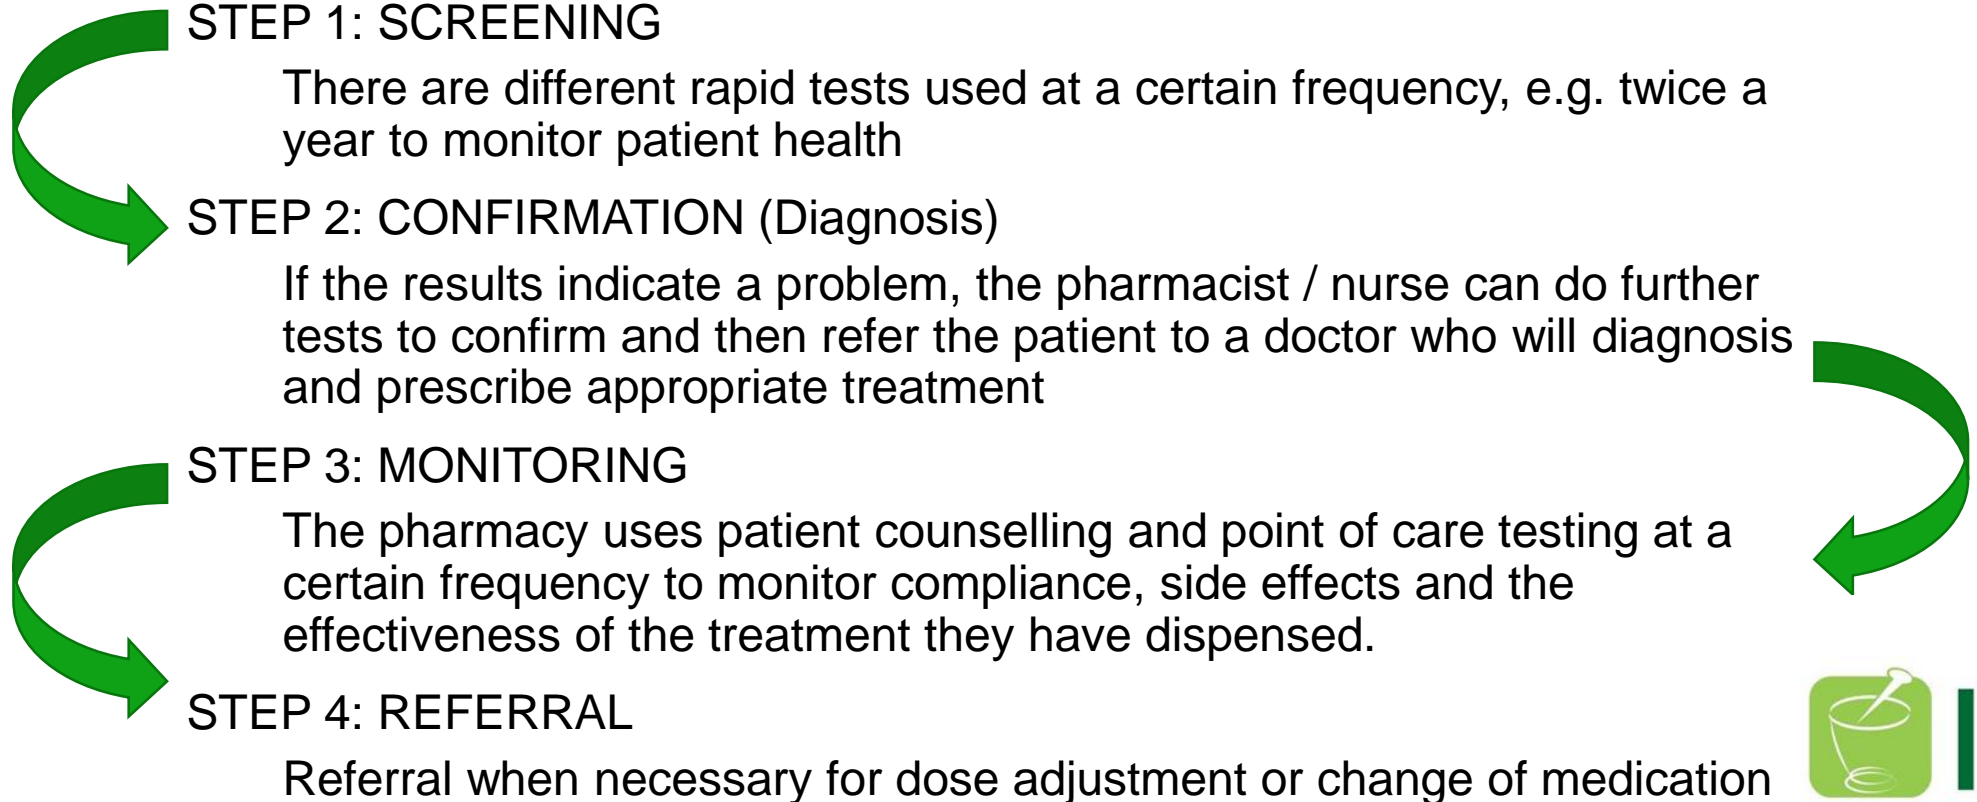 STEP 1: SCREENING
There are different rapid tests used at a certain frequency, e.g. twice a
year to monitor patient health
STEP 2: CONFIRMATION (Diagnosis)
If the results indicate a problem, the pharmacist / nurse can do further
tests to confirm and then refer the patient to a doctor who will diagnosis
and prescribe appropriate treatment
STEP 3: MONITORING
The pharmacy uses patient counselling and point of care testing at a
certain frequency to monitor compliance, side effects and the
effectiveness of the treatment they have dispensed.
STEP 4: REFERRAL
Referral when necessary for dose adjustment or change of medication